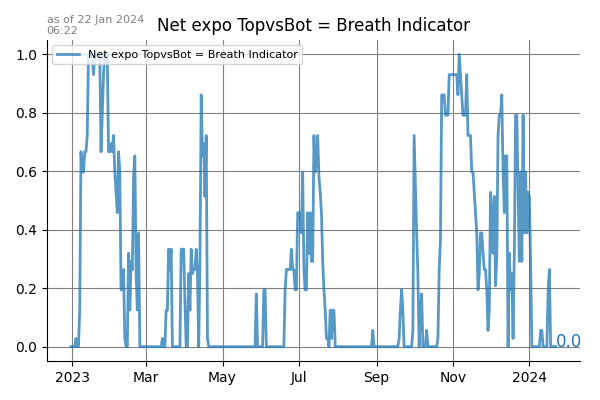 as of 22 Jan 2024
06:22
Net expo TopvsBot = Breath Indicator
Net expo TopvsBot = Breath Indicator
1.0
0.8
0.6
0.4
0.2
0.0
0.0
2023 Mar May Jul Sep Nov 2024